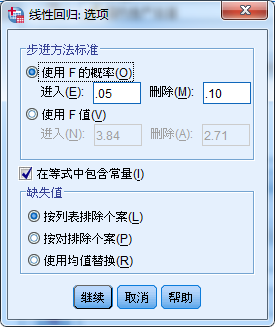 线性回归: 选项
步进方法标准
使用 F 的概率(O)
进入(E): .05 删除(M): .10
使用 F 值(V)
进入(N): 3.84 删除(A): 2.71
在等式中包含常量(I)
缺失值
按列表排除个案(L)
按对排除个案(P)
使用均值替换(R)
继续 取消 帮助